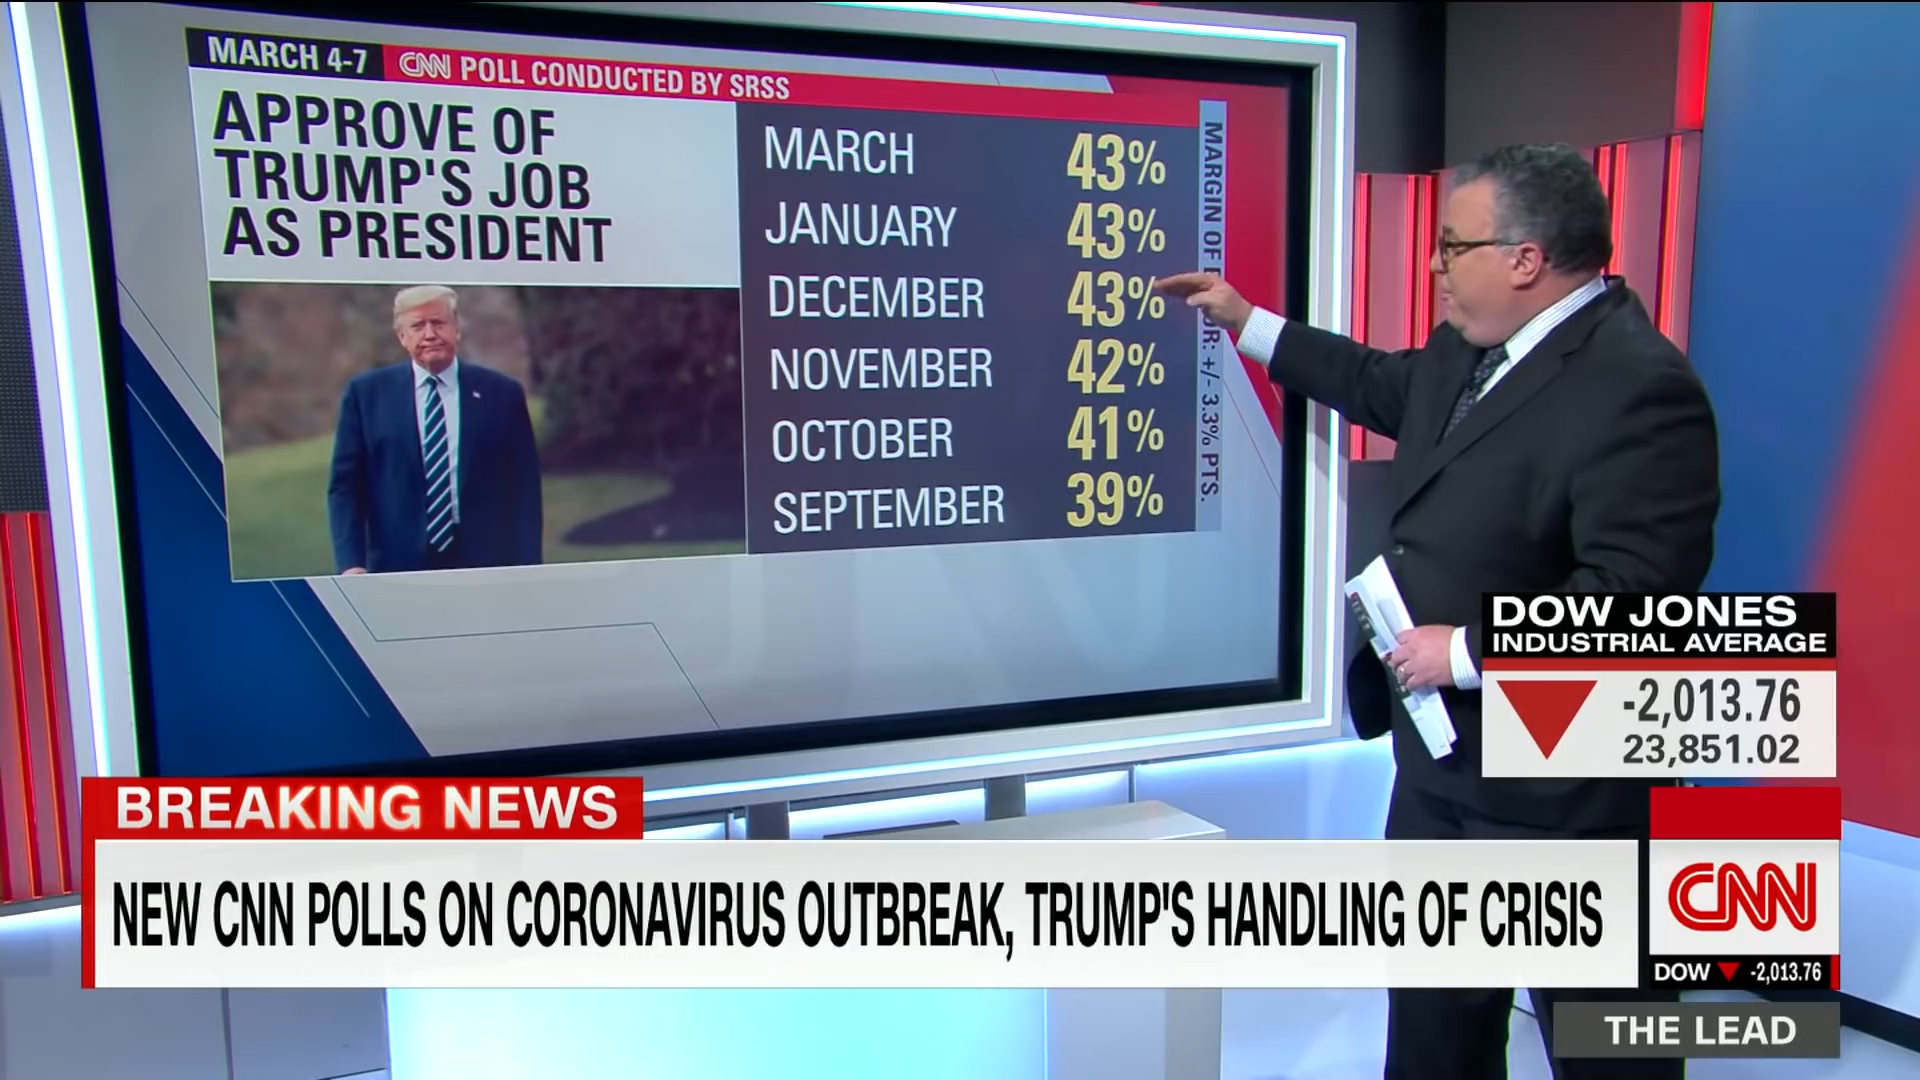 MARCH 4-7 CNN POLL CONDUCTED BY SRSS
APPROVE OF
TRUMP'S JOB
AS PRESIDENT
MARCH 43%
JANUARY 43%
DECEMBER 43%
NOVEMBER 42%
OCTOBER 41%
SEPTEMBER 39%
MARGIN OF +/- 3.3% PTS.
DOW JONES
INDUSTRIAL AVERAGE
-2,013.76
23,851.02
BREAKING NEWS
NEW CNN POLLS ON CORONAVIRUS OUTBREAK, TRUMP'S HANDLING OF CRISIS
CNN
DOW -2,013.76
THE LEAD